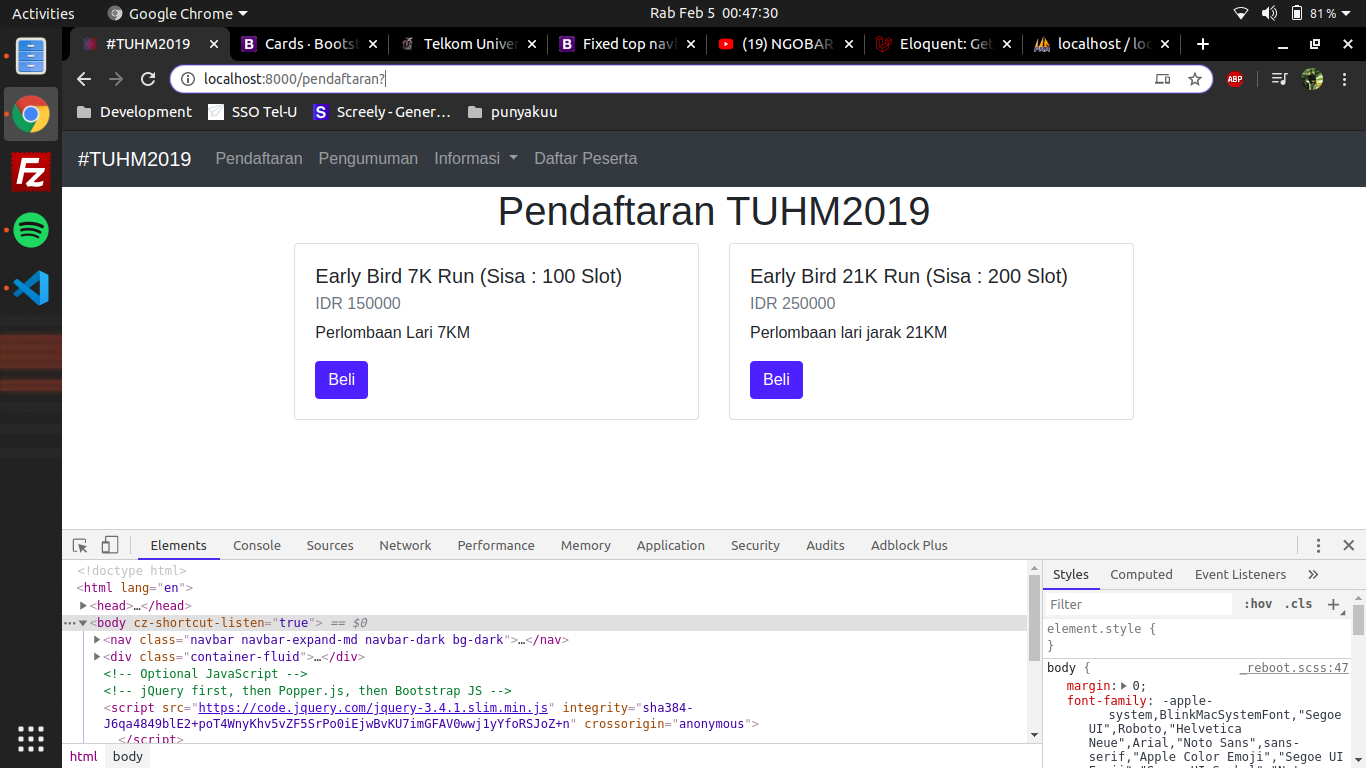 Activities
Google Chrome
Rab Feb 5 00:47:30
81 %
#TUHM2019
Cards · Boots
Telkom Univer
Fixed top navl
(19) NGOBAR
Eloquent: Get
localhost / loc
localhost:8000/pendaftaran?
ABP
Development
SSO Tel-U
Screely - Gener…
punyakuu
#TUHM2019
Pendaftaran
Pengumuman
Informasi
Daftar Peserta
Pendaftaran TUHM2019
Early Bird 7K Run (Sisa : 100 Slot)
IDR 150000
Perlombaan Lari 7KM
Beli
Early Bird 21K Run (Sisa : 200 Slot)
IDR 250000
Perlombaan lari jarak 21KM
Beli
Elements
Console
Sources
Network
Performance
Memory
Application
Security
Audits
Adblock Plus
<!doctype html>
<html lang="en">
<head>…</head>
<body cz-shortcut-listen="true"> == $0
<nav class="navbar navbar-expand-md navbar-dark bg-dark">…</nav>
<div class="container-fluid">…</div>
<!-- Optional JavaScript -->
<!-- jQuery first, then Popper.js, then Bootstrap JS -->
<script src="https://code.jquery.com/jquery-3.4.1.slim.min.js" integrity="sha384-
J6qa4849blE2+poT4WnyKhv5vZF5SrPo0iEjwBvKU7imGFAV0wwj1yYfoRSJoZ+n" crossorigin="anonymous">
</script>
html
body
Styles
Computed
Event Listeners
Filter
:hov
.cls
element.style {
}
body {
_reboot.scss:47
margin: 0;
font-family: -apple-
system,BlinkMacSystemFont,"Segoe
UI",Roboto,"Helvetica
Neue",Arial,"Noto Sans",sans-
serif,"Apple Color Emoji","Segoe UI